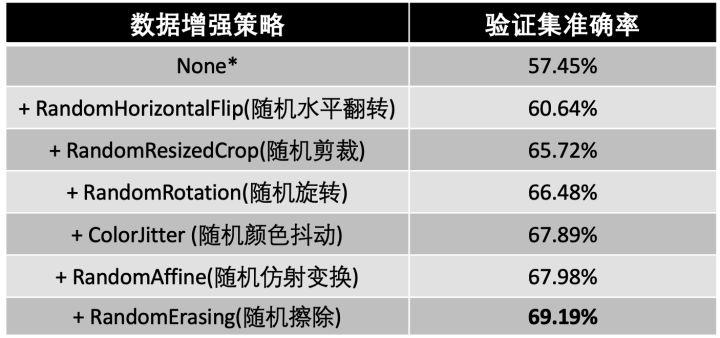 数据增强策略 验证集准确率
None* 57.45%
+ RandomHorizontalFlip(随机水平翻转) 60.64%
+ RandomResizedCrop(随机剪裁) 65.72%
+ RandomRotation(随机旋转) 66.48%
+ ColorJitter (随机颜色抖动) 67.89%
+ RandomAffine(随机仿射变换) 67.98%
+ RandomErasing(随机擦除) 69.19%